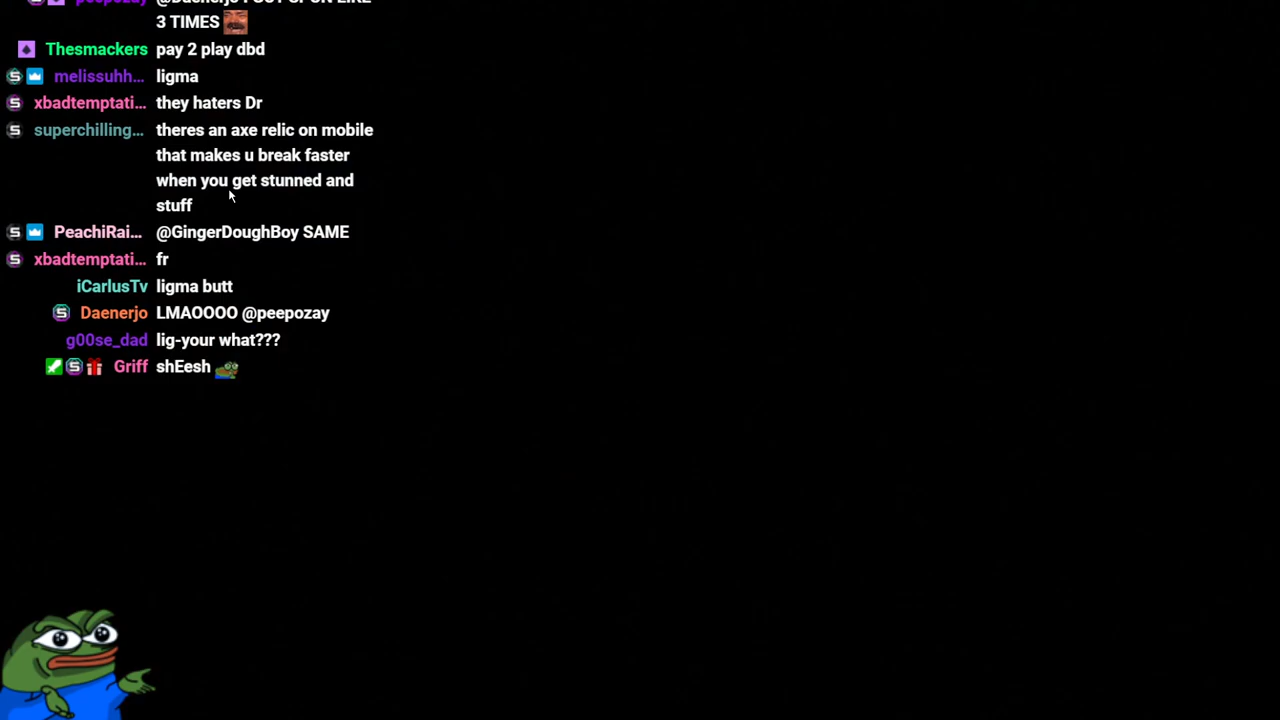 3 TIMES
Thesmackers pay 2 play dbd
melissuhh... ligma
xbadtemptati... they haters Dr
superchilling... theres an axe relic on mobile
that makes u break faster
when you get stunned and
stuff
PeachiRai... @GingerDoughBoy SAME
xbadtemptati... fr
iCarlusTv ligma butt
Daenerjo LMAOOOO @peepozay
g00se_dad lig-your what???
Griff shEesh